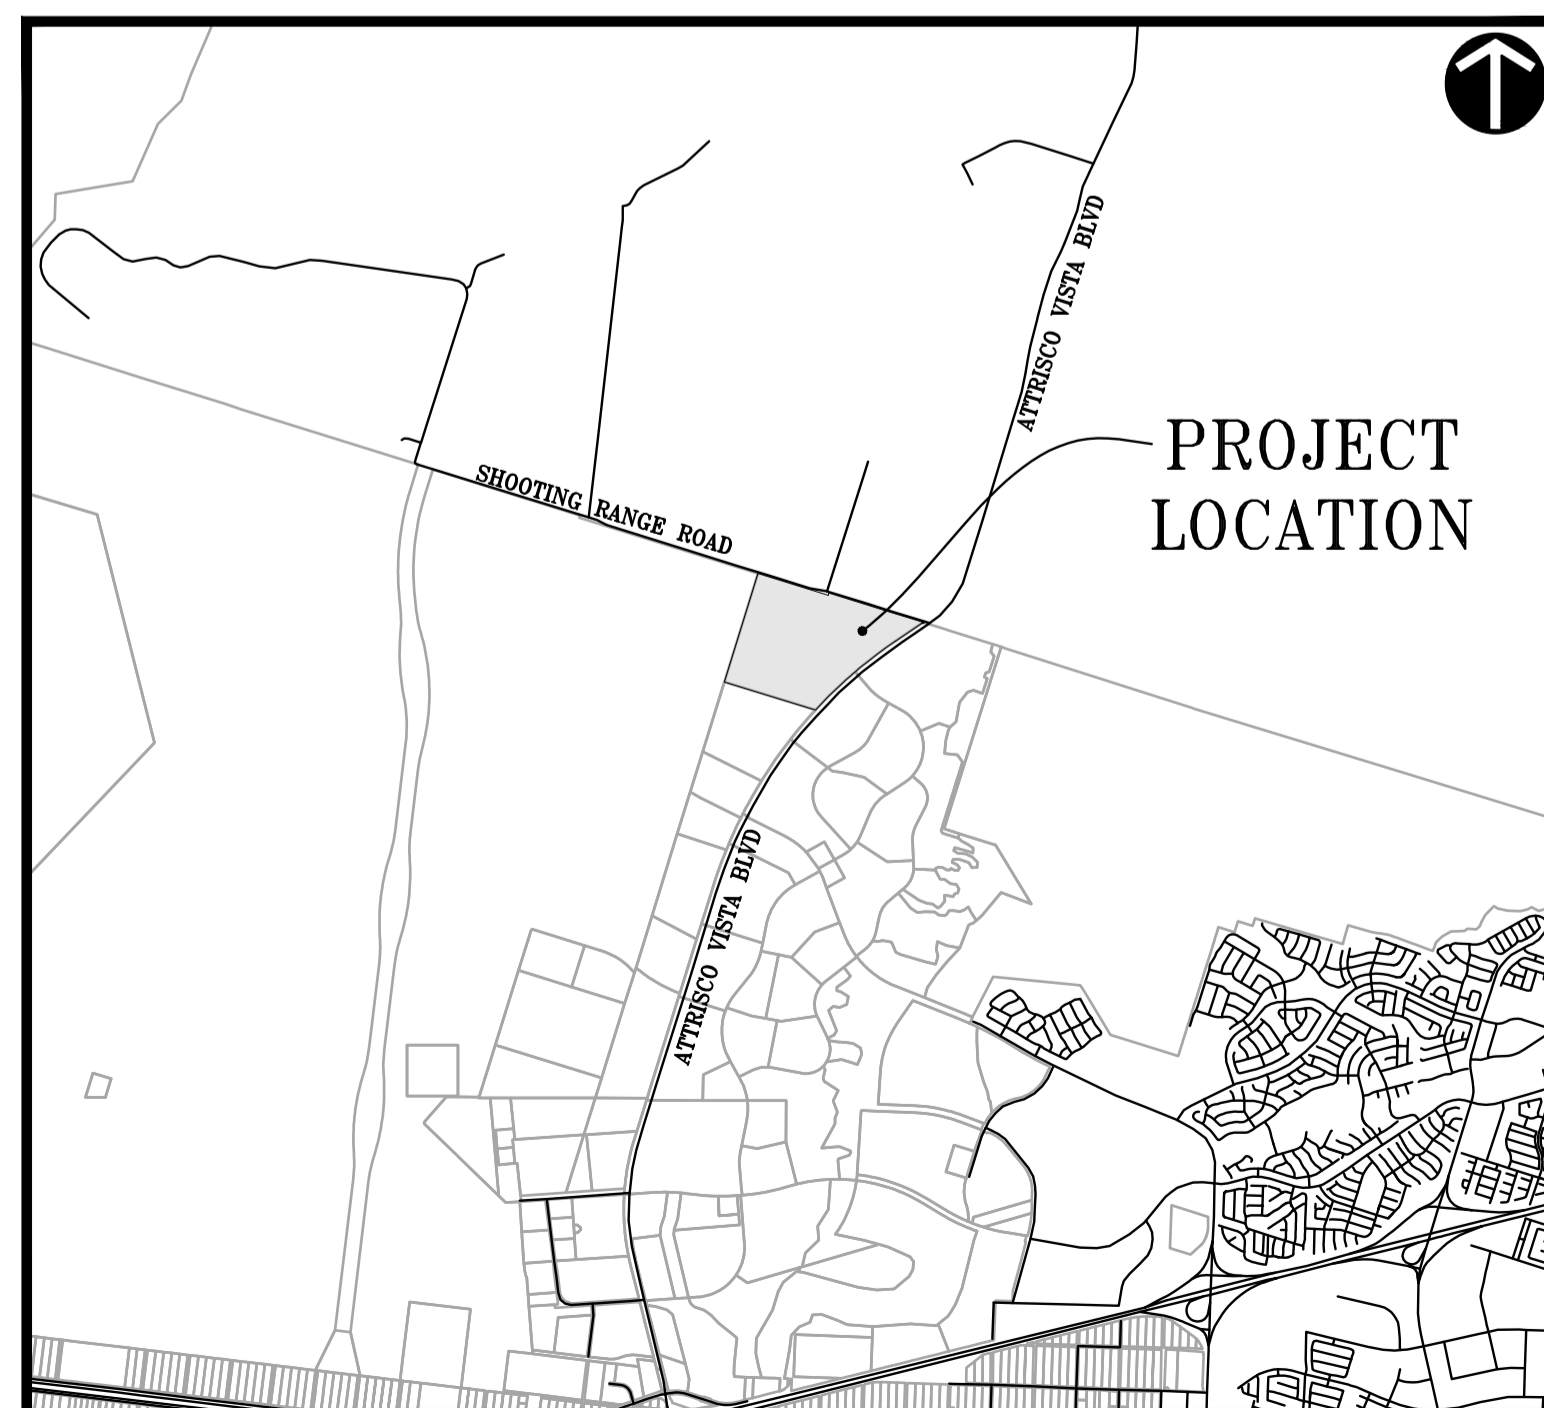 ATTRISCO VISTA BLVD
PROJECT
LOCATION
SHOOTING RANGE ROAD
ATTRISCO VISTA BLVD